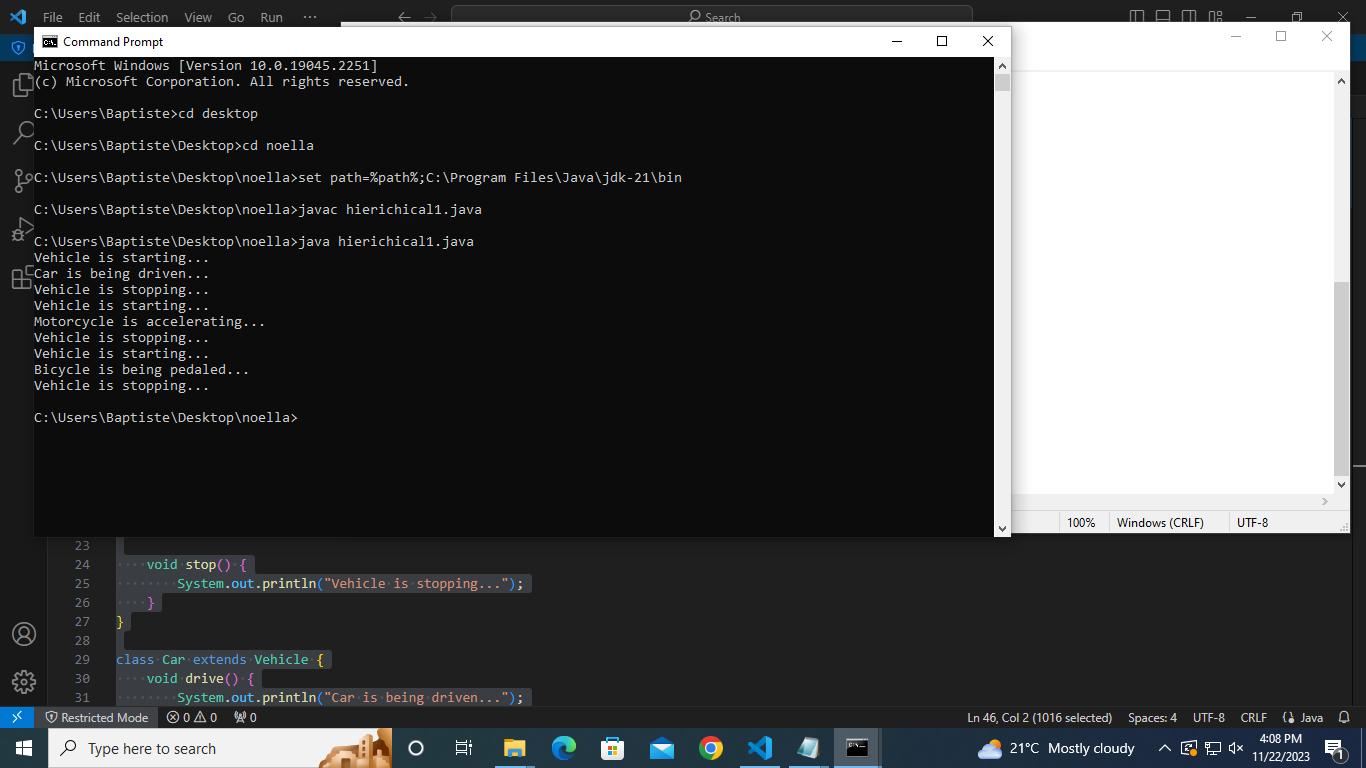 File Edit Selection View Go Run ···
Search
Command Prompt
Microsoft Windows [Version 10.0.19045.2251]
(c) Microsoft Corporation. All rights reserved.
C:\Users\Baptiste>cd desktop
C:\Users\Baptiste\Desktop>cd noella
C:\Users\Baptiste\Desktop\noella>set path=%path%;C:\Program Files\Java\jdk-21\bin
C:\Users\Baptiste\Desktop\noella>javac hierichical1.java
C:\Users\Baptiste\Desktop\noella>java hierichical1.java
Vehicle is starting...
Car is being driven...
Vehicle is stopping...
Vehicle is starting...
Motorcycle is accelerating...
Vehicle is stopping...
Vehicle is starting...
Bicycle is being pedaled...
Vehicle is stopping...
C:\Users\Baptiste\Desktop\noella>
100% Windows (CRLF) UTF-8
23
24 void stop() {
25 System.out.println("Vehicle is stopping...");
26 }
27 }
28
29 class Car extends Vehicle {
30 void drive() {
31 System.out.println("Car is being driven...");
Restricted Mode 0 0 0 Ln 46, Col 2 (1016 selected) Spaces: 4 UTF-8 CRLF {} Java
Type here to search
21°C Mostly cloudy
4:08 PM
11/22/2023
1